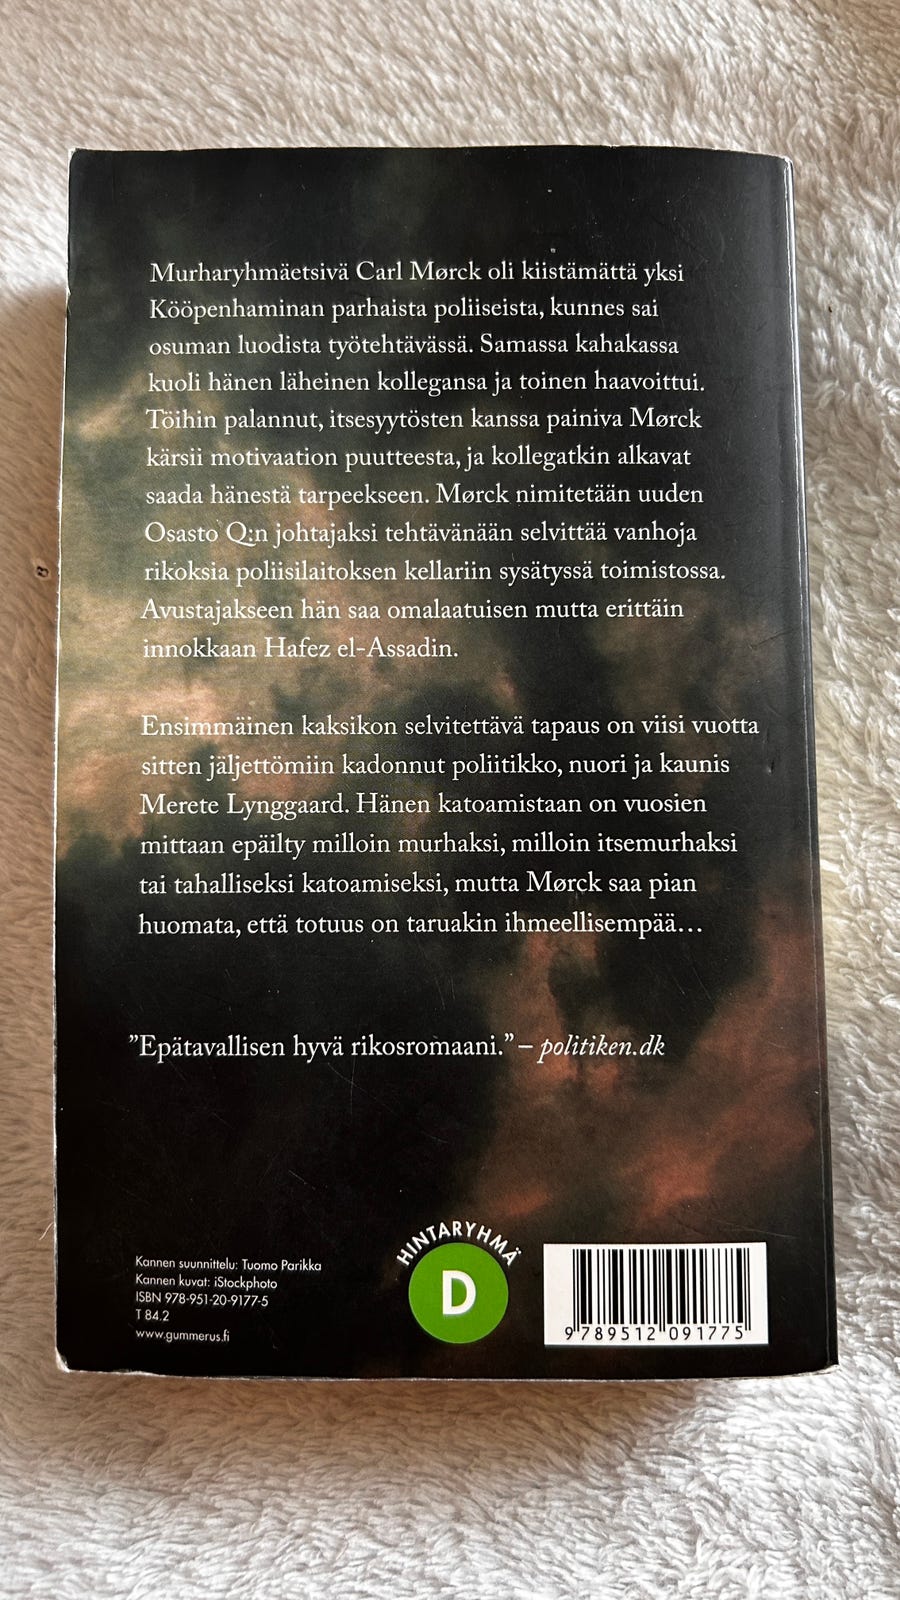 Murharyhmäetsivä Carl Mørck oli kiistämättä yksi
Kööpenhaminan parhaista poliiseista, kunnes sai
osuman luodista työtehtävässä. Samassa kahakassa
kuoli hänen läheinen kollegansa ja toinen haavoittui.
Töihin palannut, itsesyytösten kanssa painiva Mørck
kärsii motivaation puutteesta, ja kollegatkin alkavat
saada hänestä tarpeekseen. Mørck nimitetään uuden
Osasto Q:n johtajaksi tehtävänään selvittää vanhoja
rikoksia poliisilaitoksen kellariin sysätyssä toimistossa.
Avustajakseen hän saa omalaatuisen mutta erittäin
innokkaan Hafez el-Assadin.
Ensimmäinen kaksikon selvitettävä tapaus on viisi vuotta
sitten jäljettömiin kadonnut poliitikko, nuori ja kaunis
Merete Lynggaard. Hänen katoamistaan on vuosien
mittaan epäilty milloin murhaksi, milloin itsemurhaksi
tai tahalliseksi katoamiseksi, mutta Mørck saa pian
huomata, että totuus on taruakin ihmeellisempää…
”Epätavallisen hyvä rikosromaani.” – politiken.dk
Kannen suunnittelu: Tuomo Parikka
Kannen kuvat: iStockphoto
ISBN 978-951-20-9177-5
T 84.2
www.gummerus.fi
HINTARYHMÄ
D
9 789512 091775